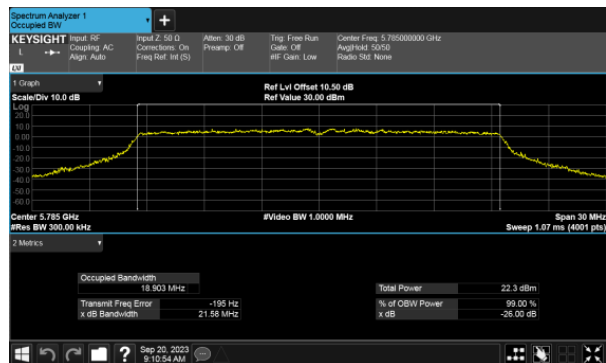 Spectrum Analyzer 1
Occupied BW
KEYSIGHT Input: RF Input Z: 50 Ω Atten: 30 dB Trig: Free Run Center Freq: 5.785000000 GHz
L Coupling: AC Corrections: On Preamp: Off Gate: Off Avg|Hold: 50/50
Align: Auto Freq Ref: Int (S) #IF Gain: Low Radio Std: None
LXI
1 Graph Ref Lvl Offset 10.50 dB
Scale/Div 10.0 dB Ref Value 30.00 dBm
Log
20.0
10.0
0.00
-10.0
-20.0
-30.0
-40.0
-50.0
-60.0
Center 5.785 GHz #Video BW 1.0000 MHz Span 30 MHz
#Res BW 300.00 kHz Sweep 1.07 ms (4001 pts)
2 Metrics
Occupied Bandwidth
18.903 MHz Total Power 22.3 dBm
Transmit Freq Error -195 Hz % of OBW Power 99.00 %
x dB Bandwidth 21.58 MHz x dB -26.00 dB
? Sep 20, 2023
9:10:54 AM